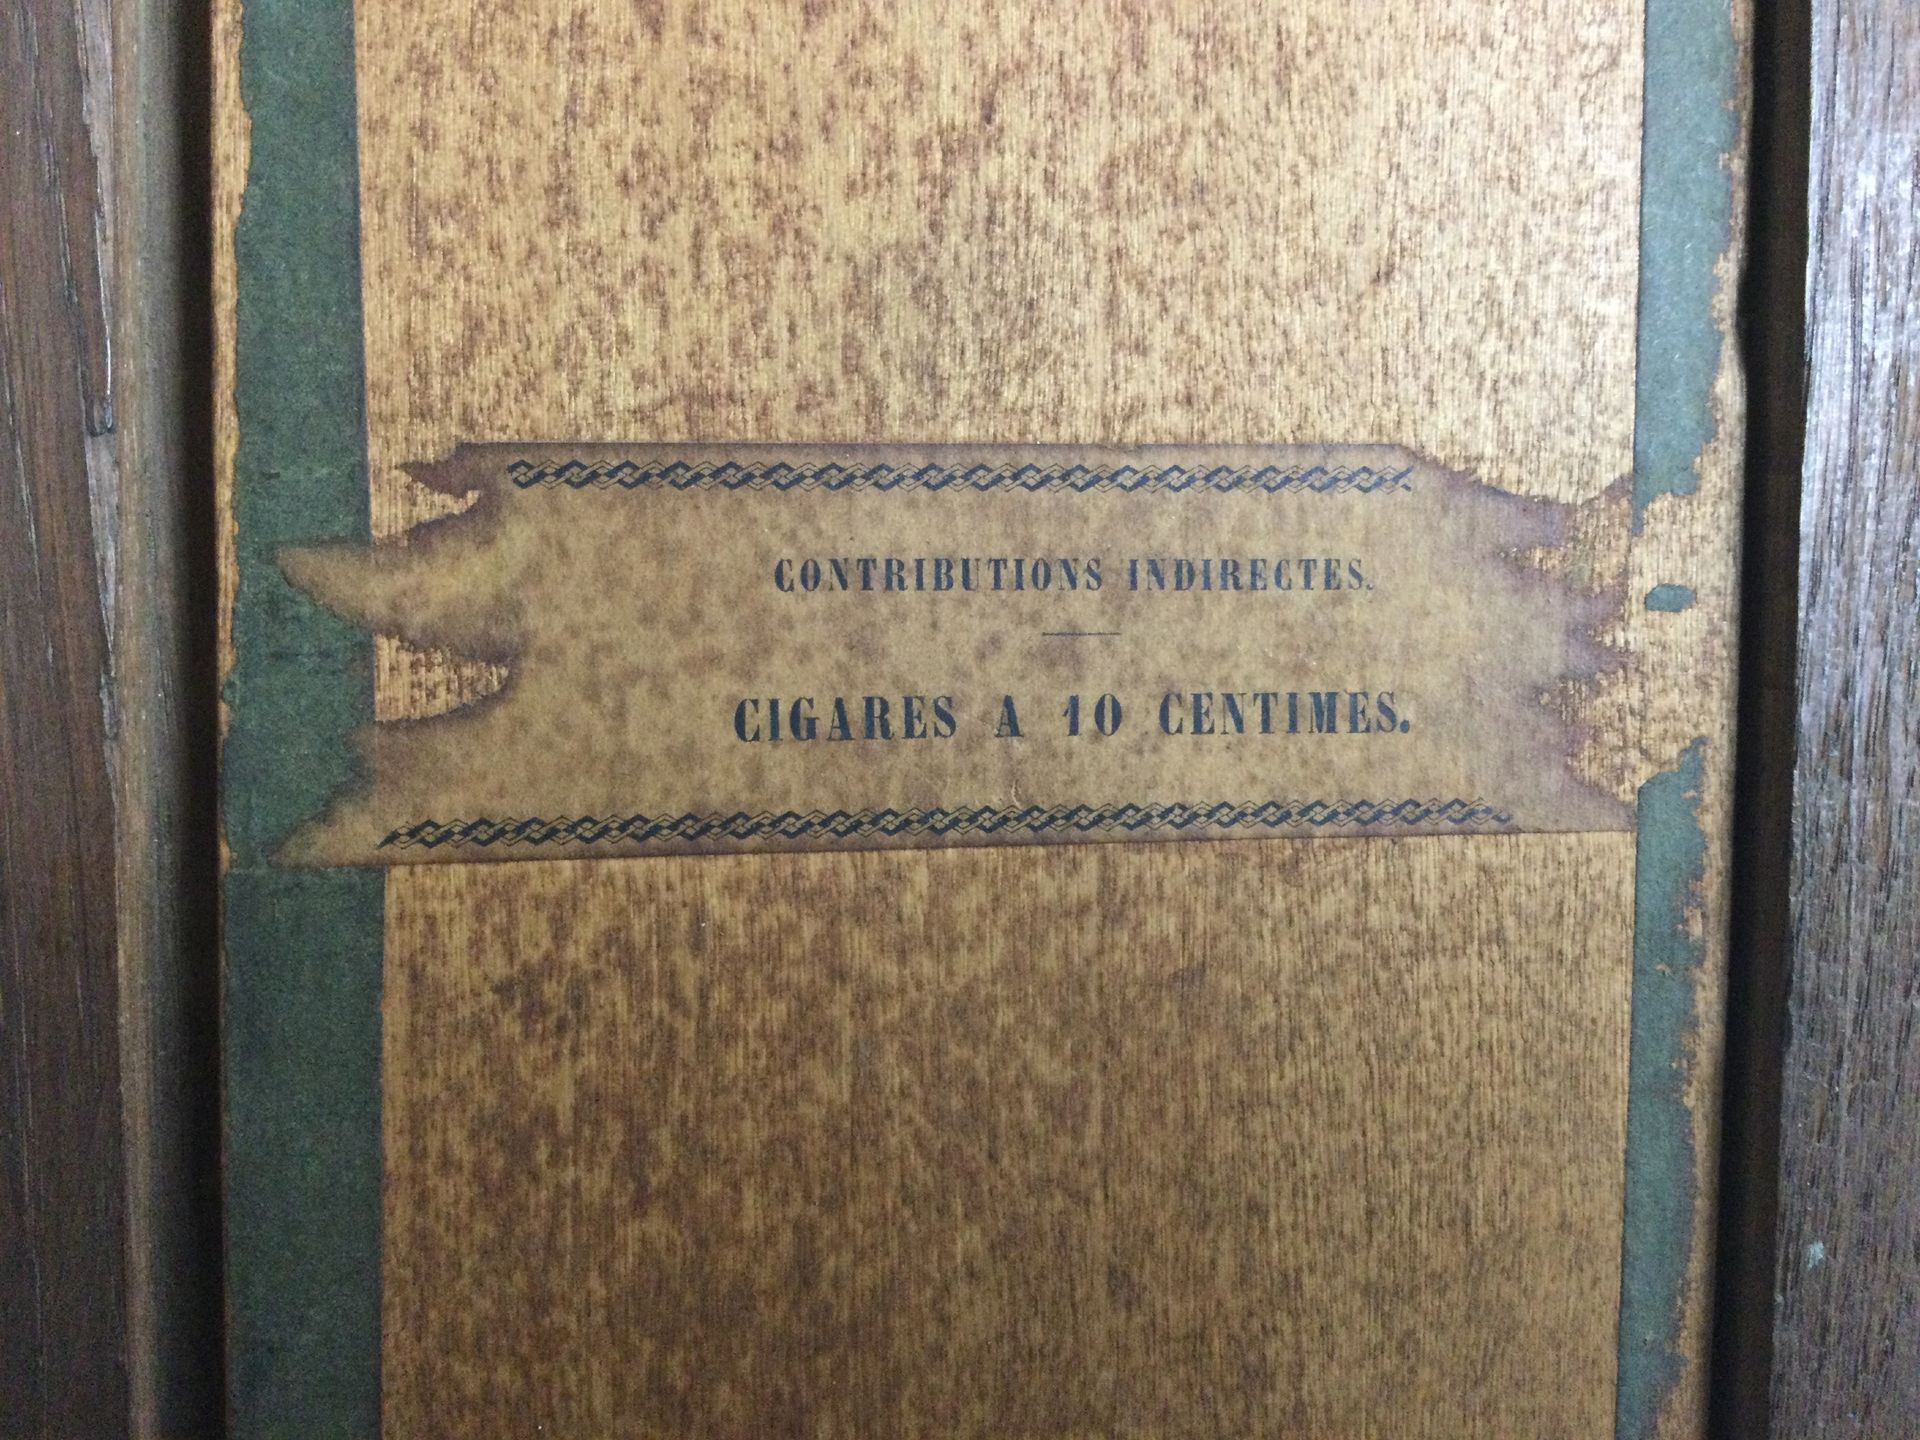 CONTRIBUTIONS INDIRECTES.
CIGARES A 10 CENTIMES.